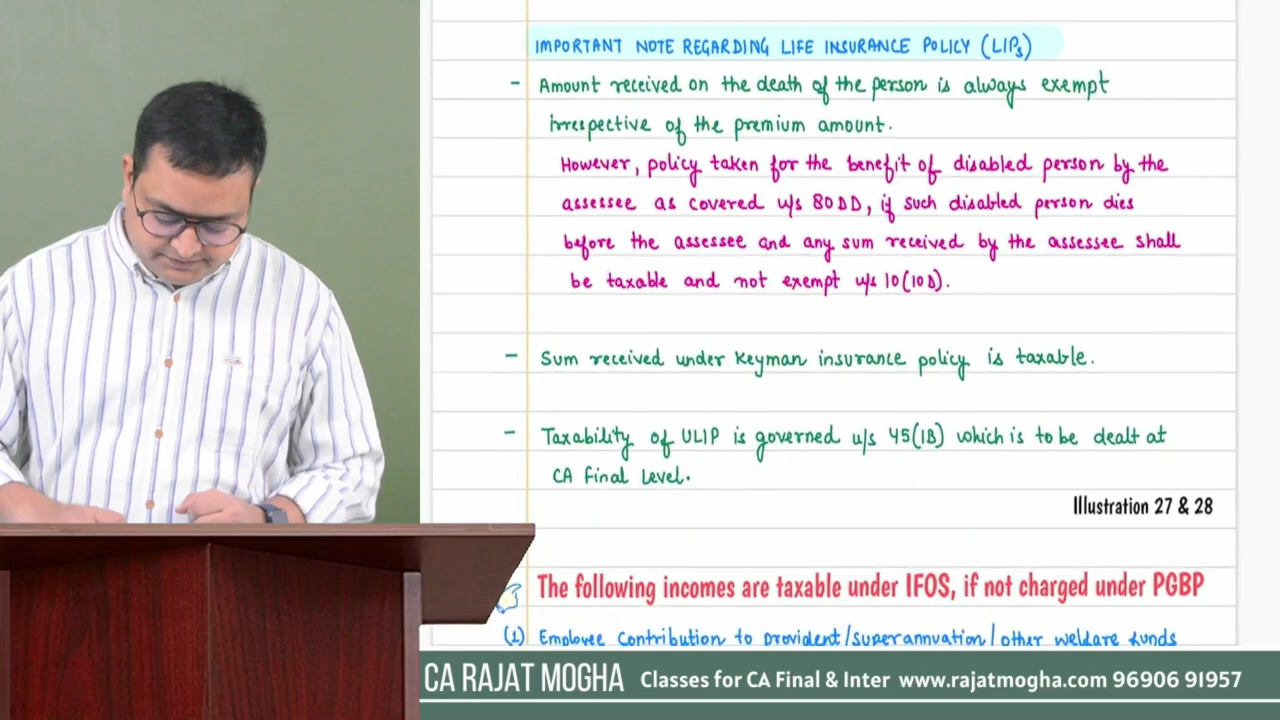 IMPORTANT NOTE REGARDING LIFE INSURANCE POLICY (LIPs)
- Amount received on the death of the person is always exempt
irrespective of the premium amount.
However, policy taken for the benefit of disabled person by the
assessee as covered u/s 80DD, if such disabled person dies
before the assessee and any sum received by the assessee shall
be taxable and not exempt u/s 10(10D).
- Sum received under Keyman insurance policy is taxable.
- Taxability of ULIP is governed u/s 45(1B) which is to be dealt at
CA Final Level.
Illustration 27 & 28
The following incomes are taxable under IFOS, if not charged under PGBP
(1) Employee contribution to provident/superannuation/other welfare funds
CA RAJAT MOGHA Classes for CA Final & Inter www.rajatmogha.com 96906 91957